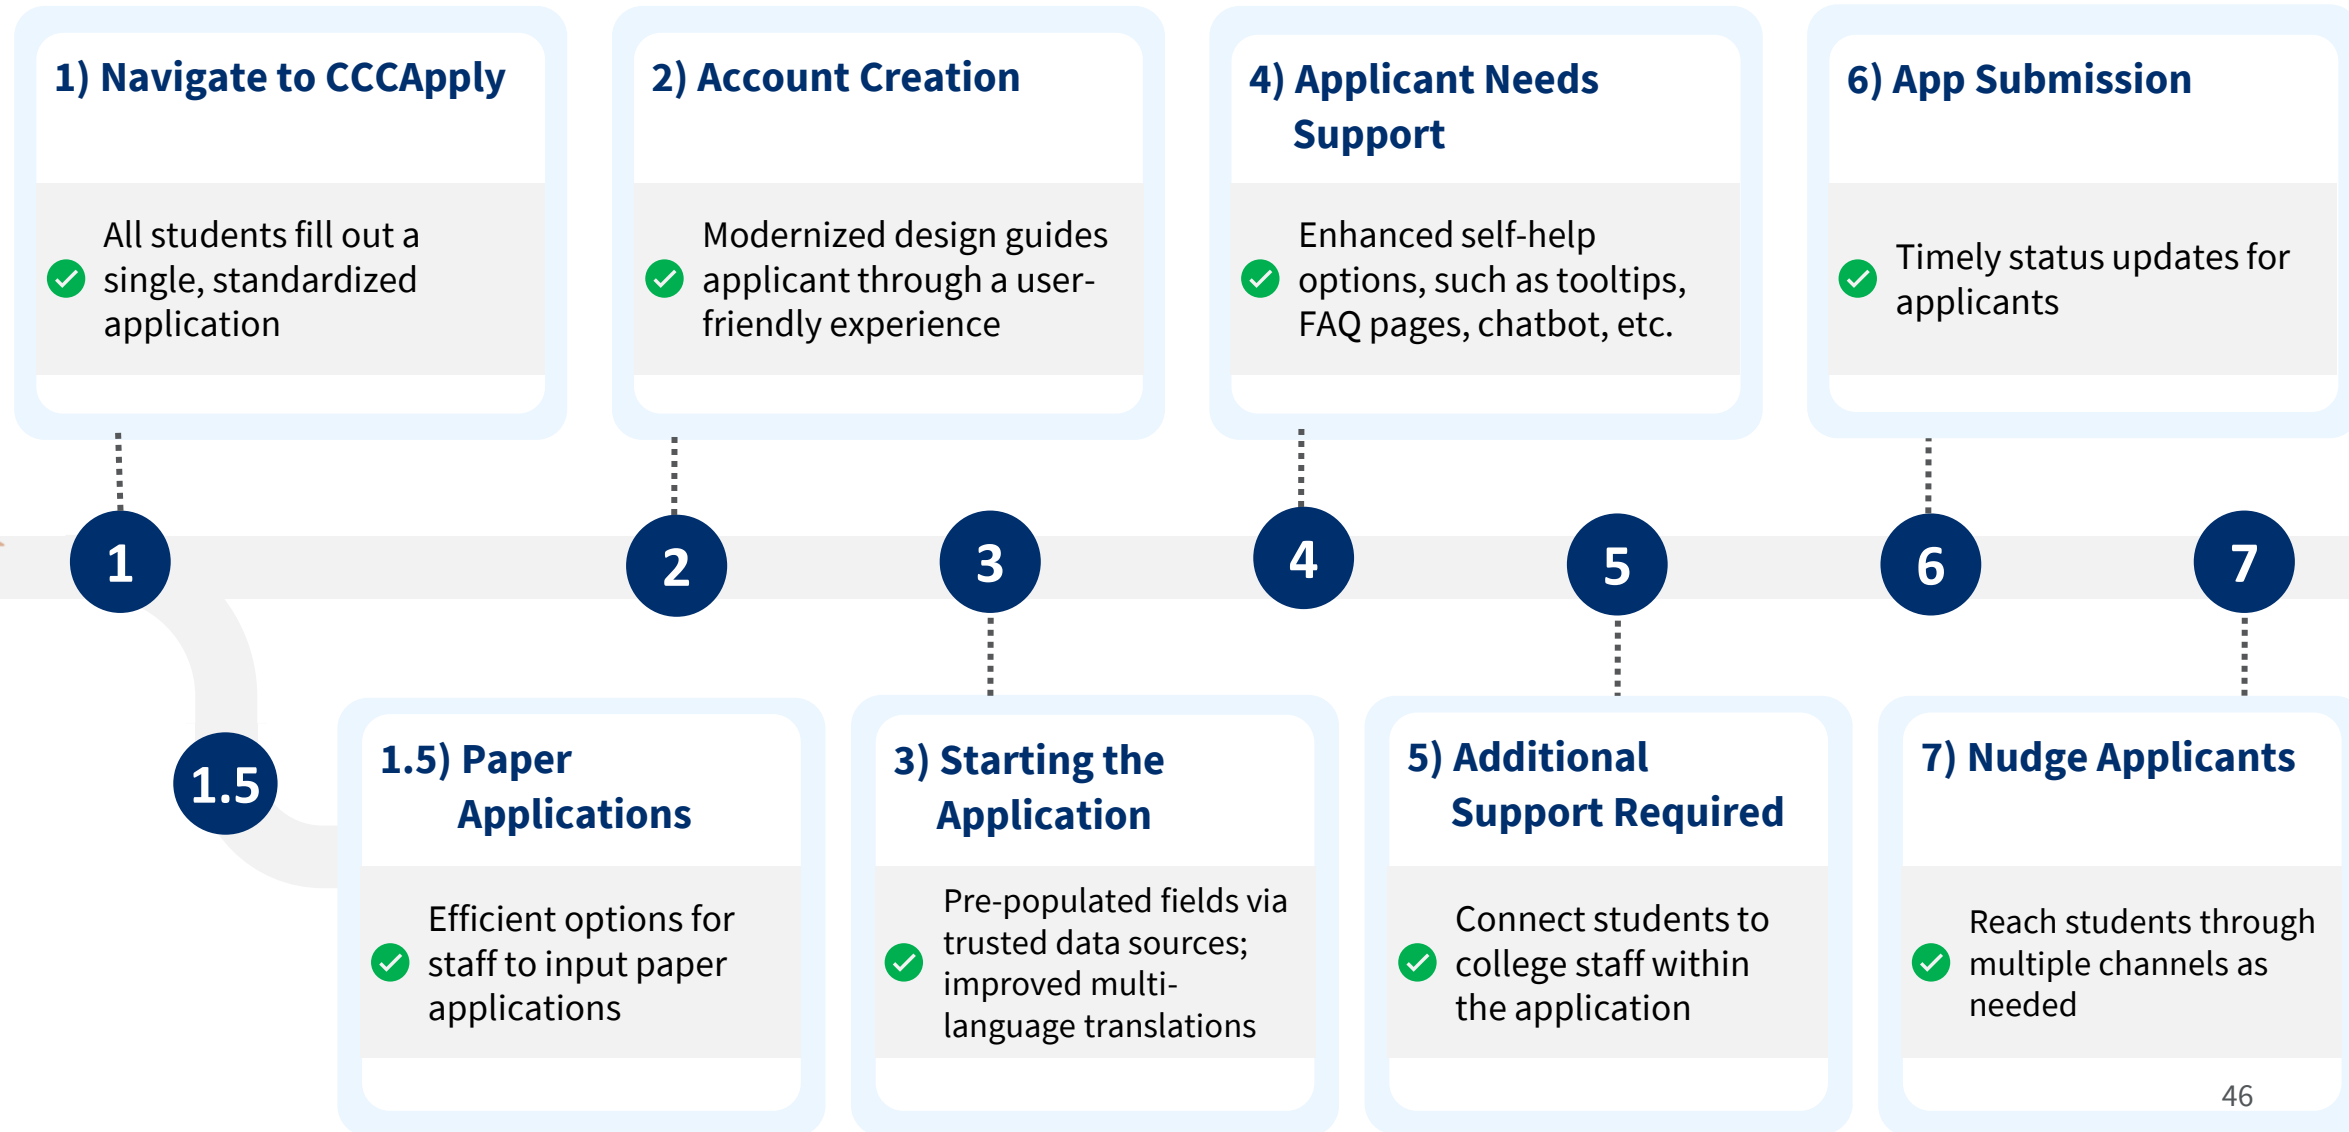 1) Navigate to CCCApply
All students fill out a
single, standardized
application
2) Account Creation
Modernized design guides
applicant through a user-
friendly experience
4) Applicant Needs
Support
Enhanced self-help
options, such as tooltips,
FAQ pages, chatbot, etc.
6) App Submission
Timely status updates for
applicants
1
2
3
4
5
6
7
1.5
1.5) Paper
Applications
Efficient options for
staff to input paper
applications
3) Starting the
Application
Pre-populated fields via
trusted data sources;
improved multi-
language translations
5) Additional
Support Required
Connect students to
college staff within
the application
7) Nudge Applicants
Reach students through
multiple channels as
needed
46